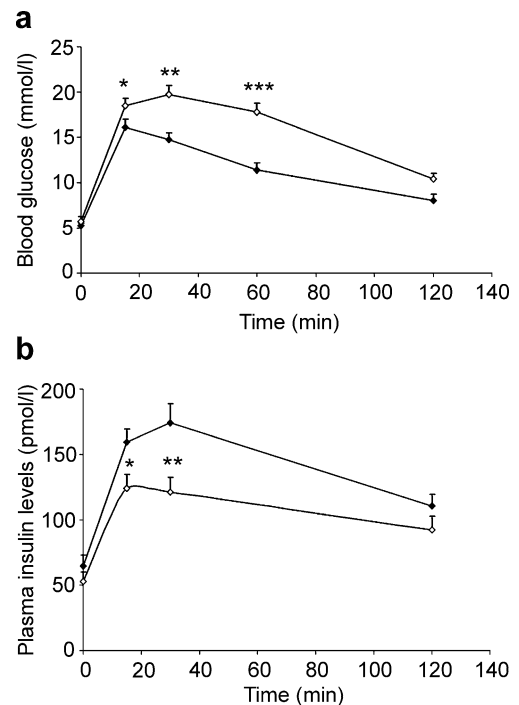 a
Blood glucose (mmol/l)
25
20
15
10
5
0
* ** ***
0 20 40 60 80 100 120 140
Time (min)
b
Plasma insulin levels (pmol/l)
200
150
100
50
0
* **
0 20 40 60 80 100 120 140
Time (min)